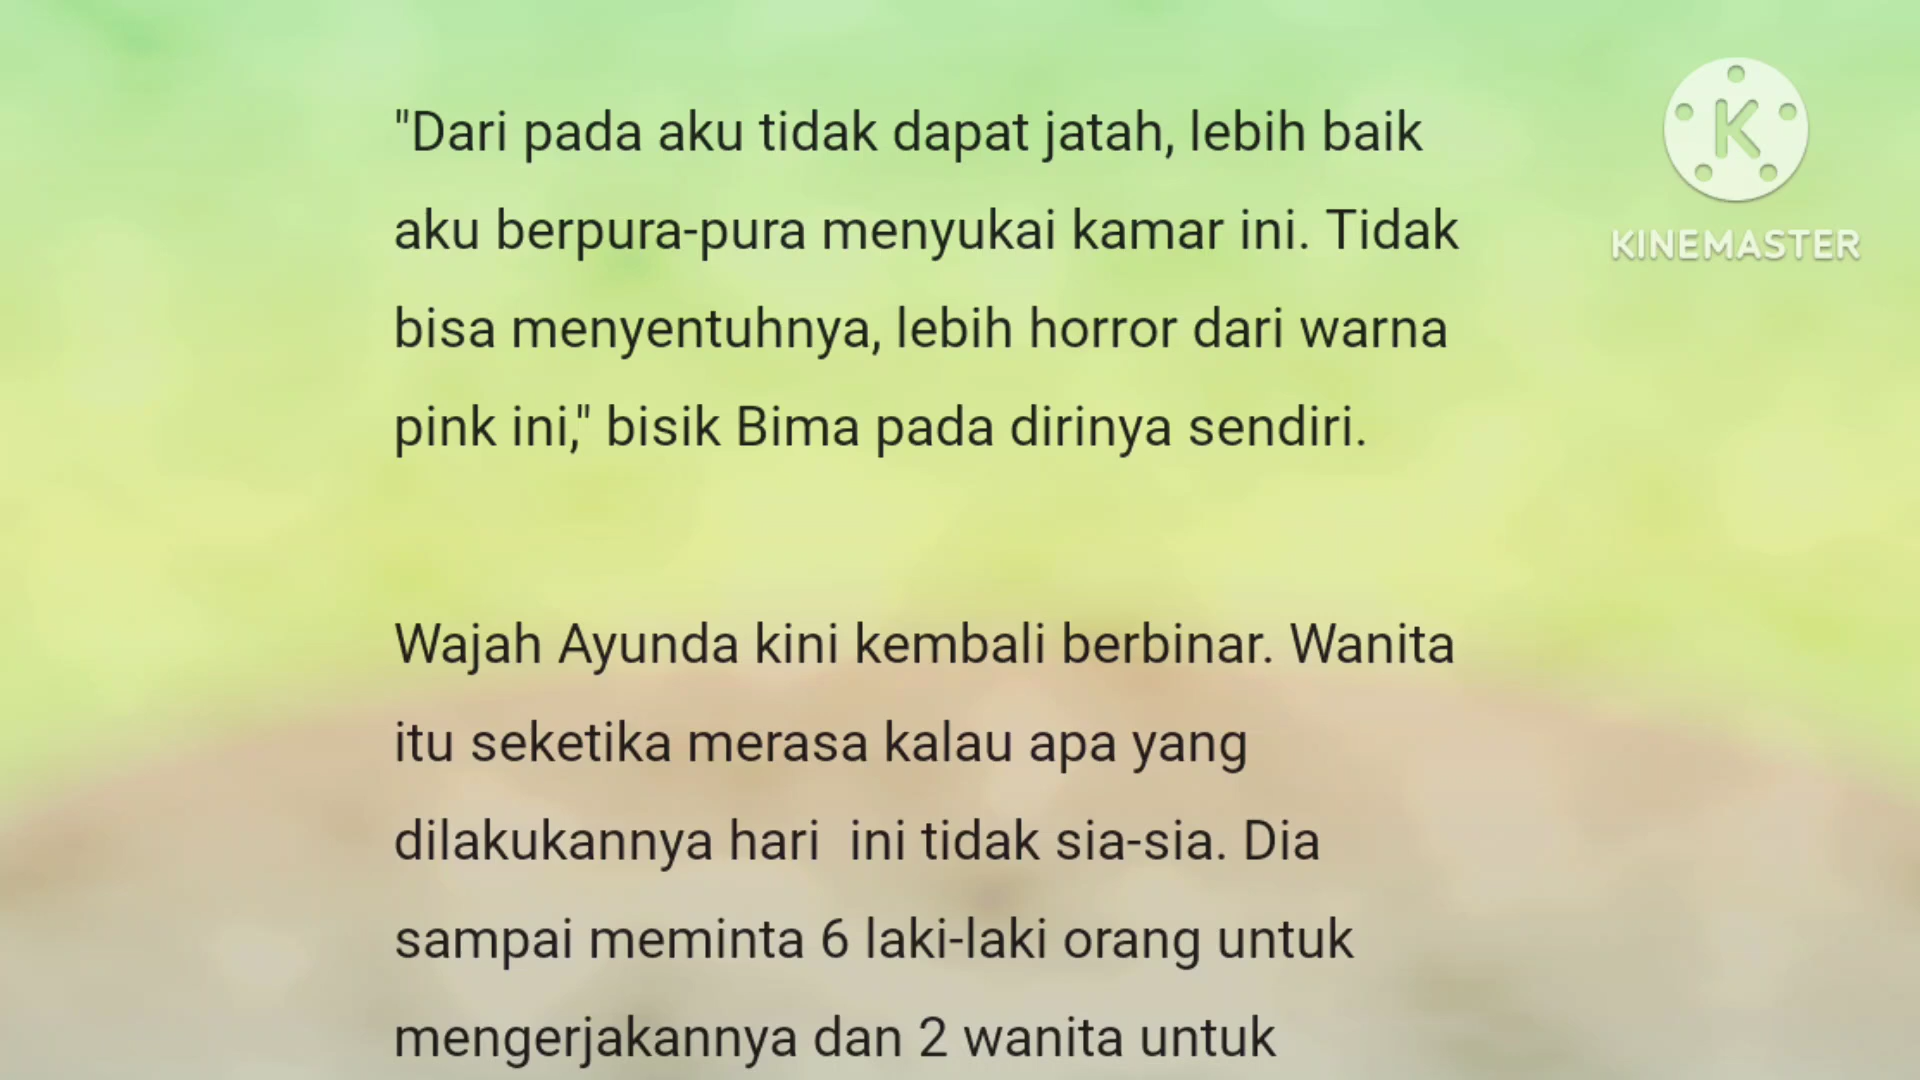 "Dari pada aku tidak dapat jatah, lebih baik
aku berpura-pura menyukai kamar ini. Tidak
bisa menyentuhnya, lebih horror dari warna
pink ini," bisik Bima pada dirinya sendiri.
Wajah Ayunda kini kembali berbinar. Wanita
itu seketika merasa kalau apa yang
dilakukannya hari  ini tidak sia-sia. Dia
sampai meminta 6 laki-laki orang untuk
mengerjakannya dan 2 wanita untuk
K
KINEMASTER